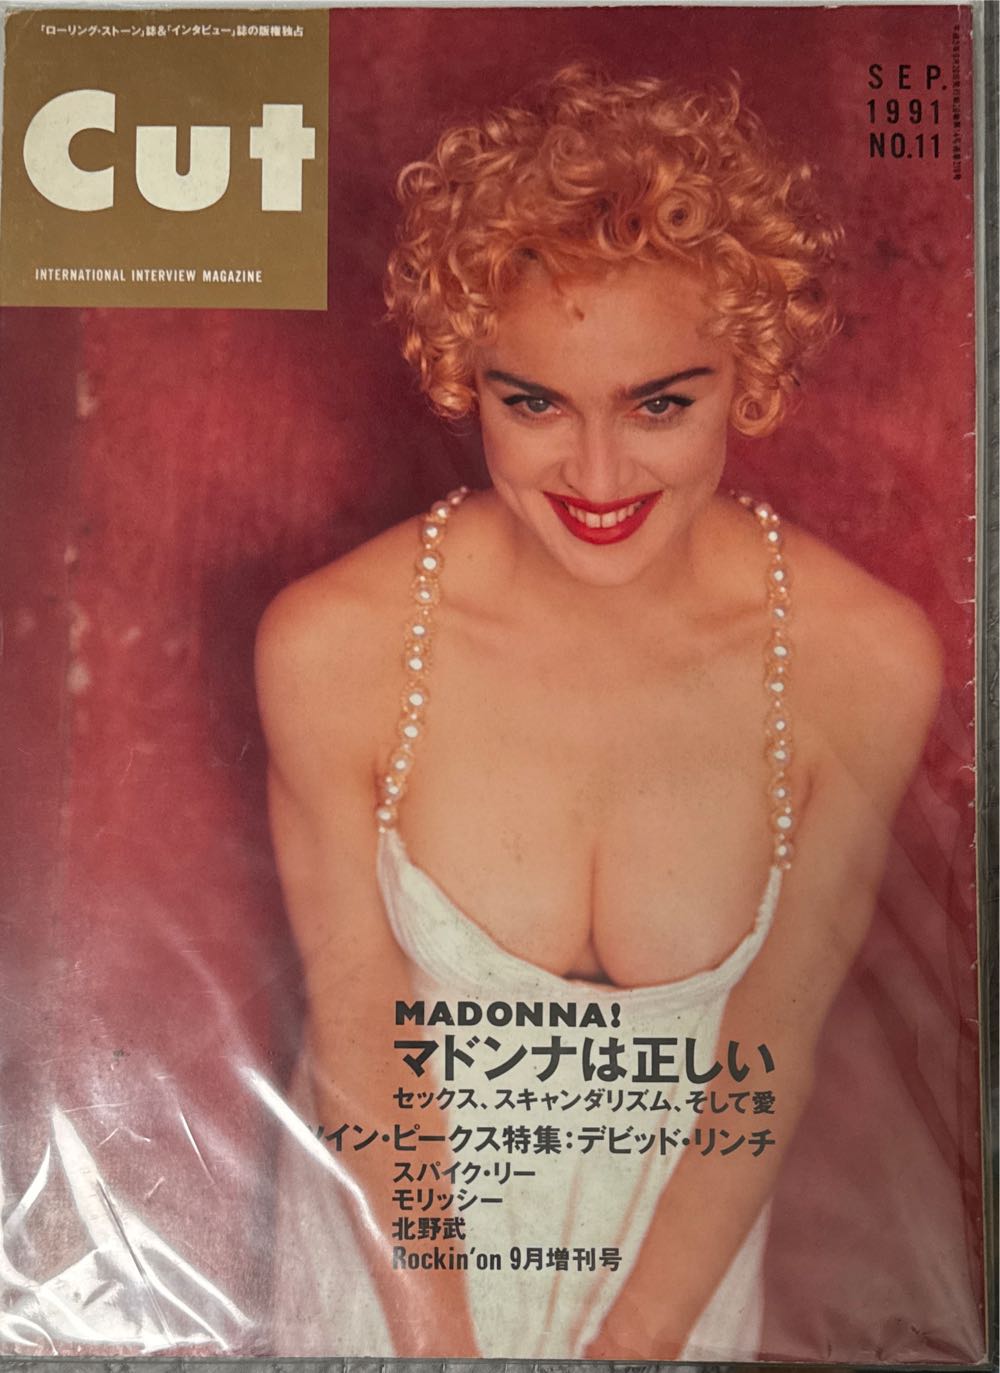 「ローリング・ストーン」誌&「インタビュー」誌の版権独占
Cut
INTERNATIONAL INTERVIEW MAGAZINE
SEP.
1991
NO.11
MADONNA!
マドンナは正しい
セックス、スキャンダリズム、そして愛
ツイン・ピークス特集:デビッド・リンチ
スパイク・リー
モリッシー
北野武
Rockin'on 9月増刊号